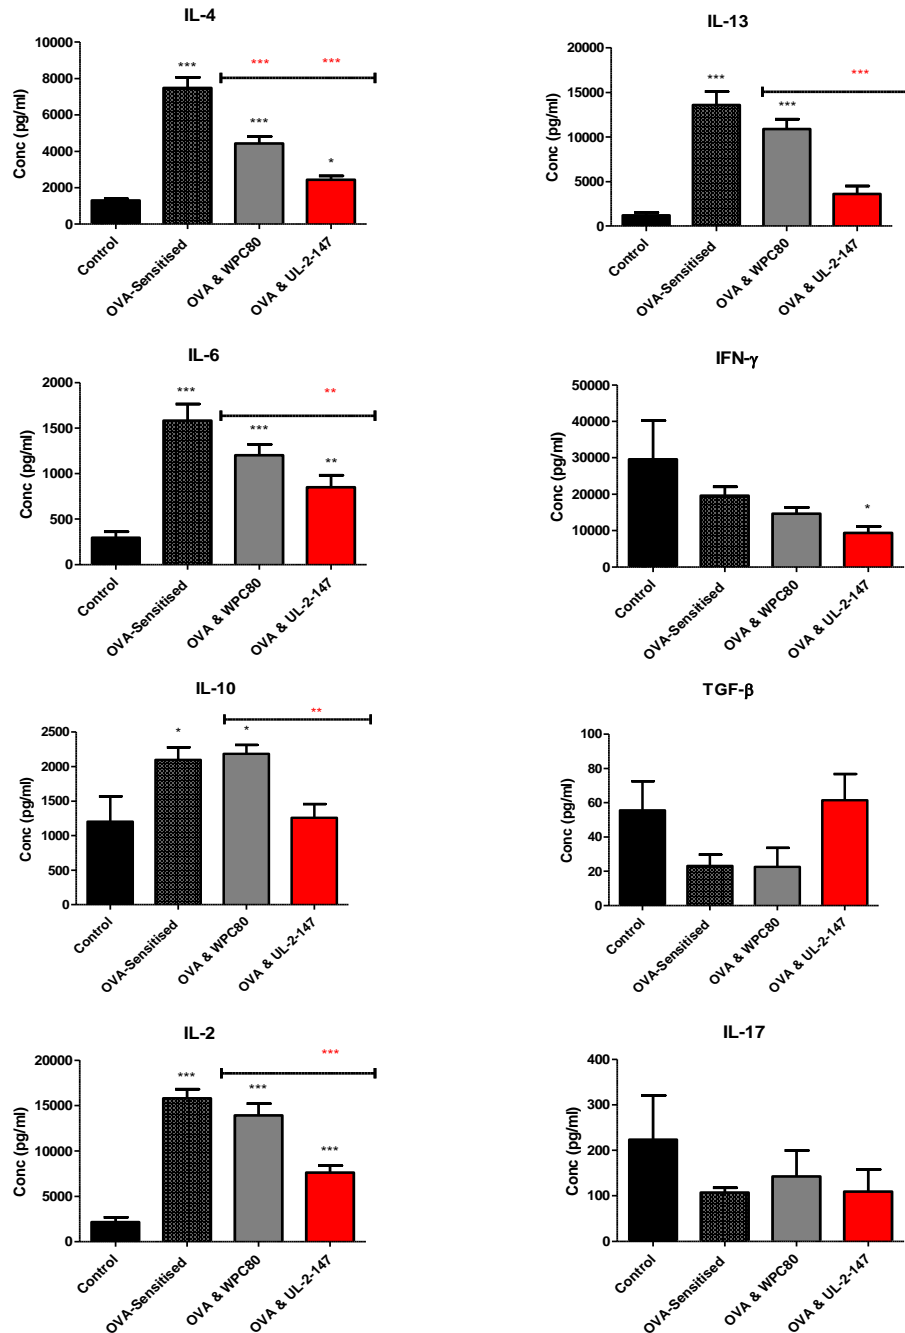 IL-4
Conc (pg/ml)
10000
8000
6000
4000
2000
0
***
***
***
***
*
Control
OVA-Sensitised
OVA & WPC80
OVA & UL-2-147
IL-13
Conc (pg/ml)
20000
15000
10000
5000
0
***
***
***
Control
OVA-Sensitised
OVA & WPC80
OVA & UL-2-147
IL-6
Conc (pg/ml)
2000
1500
1000
500
0
***
**
***
**
Control
OVA-Sensitised
OVA & WPC80
OVA & UL-2-147
IFN-γ
Conc (pg/ml)
50000
40000
30000
20000
10000
0
*
Control
OVA-Sensitised
OVA & WPC80
OVA & UL-2-147
IL-10
Conc (pg/ml)
2500
2000
1500
1000
500
0
*
*
**
Control
OVA-Sensitised
OVA & WPC80
OVA & UL-2-147
TGF-β
Conc (pg/ml)
100
80
60
40
20
0
Control
OVA-Sensitised
OVA & WPC80
OVA & UL-2-147
IL-2
Conc (pg/ml)
20000
15000
10000
5000
0
***
***
***
***
Control
OVA-Sensitised
OVA & WPC80
OVA & UL-2-147
IL-17
Conc (pg/ml)
400
300
200
100
0
Control
OVA-Sensitised
OVA & WPC80
OVA & UL-2-147